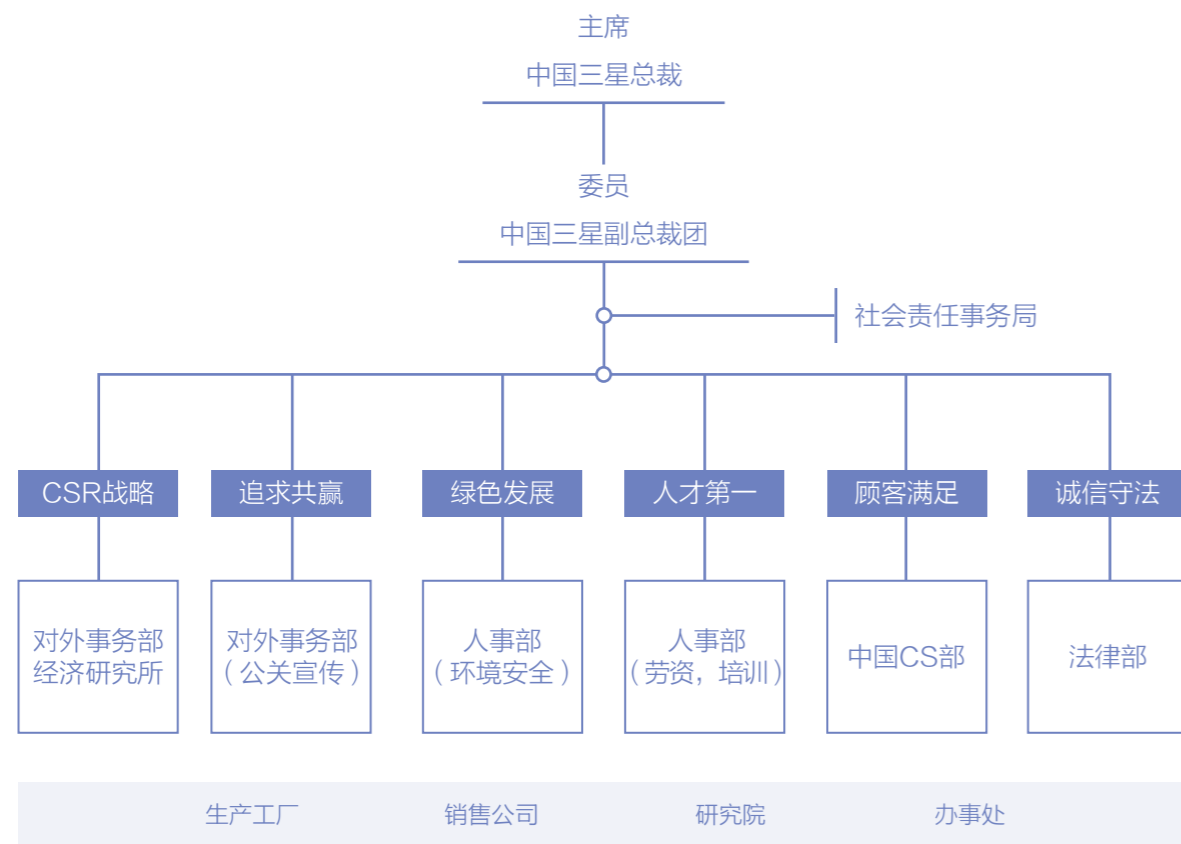 主席
中国三星总裁
委员
中国三星副总裁团
社会责任事务局
CSR战略
追求共赢
绿色发展
人才第一
顾客满足
诚信守法
对外事务部
经济研究所
对外事务部
（公关宣传）
人事部
（环境安全）
人事部
（劳资，培训）
中国CS部
法律部
生产工厂
销售公司
研究院
办事处